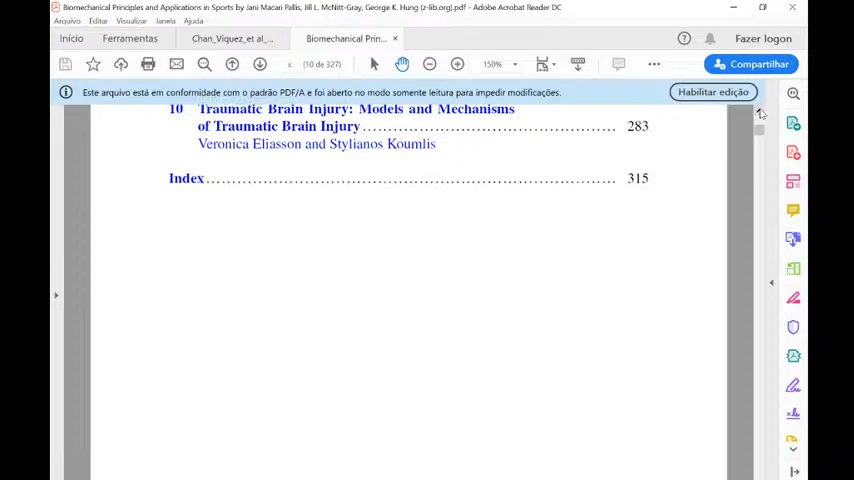 Biomechanical Principles and Applications in Sports by Jani Macari Pallis, Jill L. McNitt-Gray, George K. Hung (z-lib.org).pdf - Adobe Acrobat Reader DC
Arquivo Editar Visualizar Janela Ajuda
Início Ferramentas Chan_Viquez_et al_... Biomechanical Prin... × Fazer logon
x (10 de 327) 150% Compartilhar
Este arquivo está em conformidade com o padrão PDF/A e foi aberto no modo somente leitura para impedir modificações. Habilitar edição
10 Traumatic Brain Injury: Models and Mechanisms
of Traumatic Brain Injury........................................................ 283
Veronica Eliasson and Stylianos Koumlis
Index.................................................................................... 315